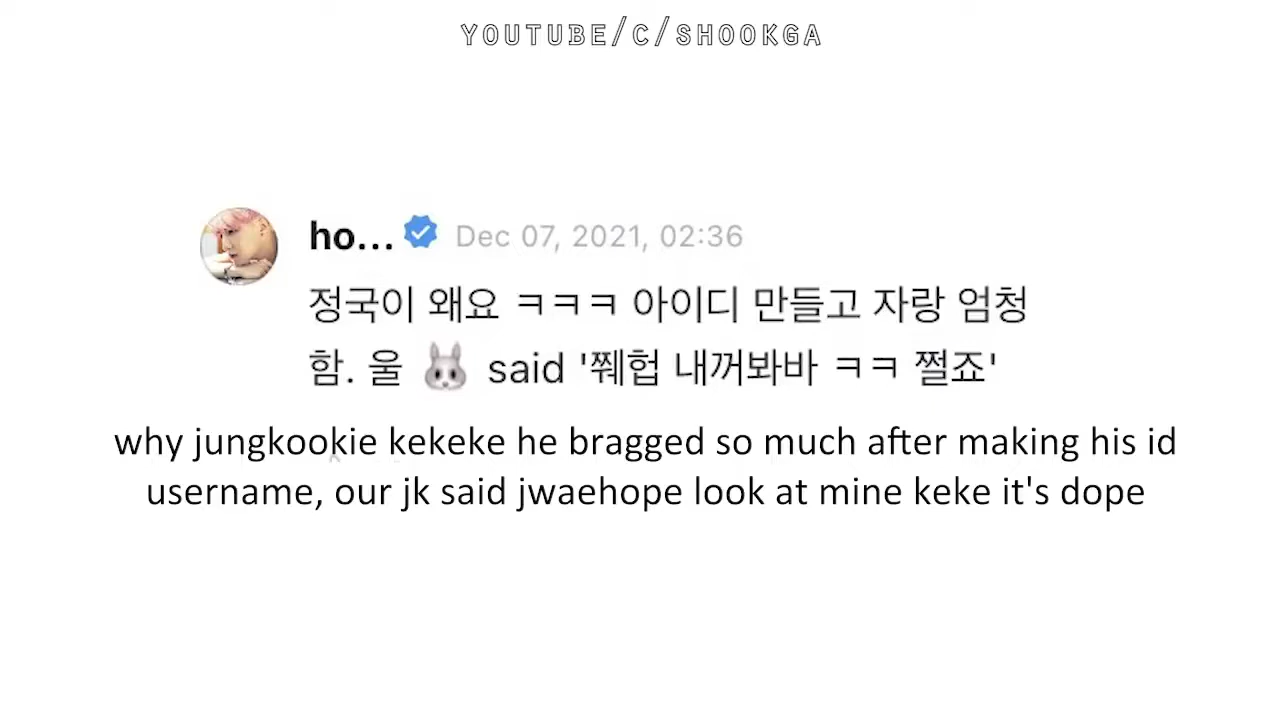 YOUTUBE/C/SHOOKGA
ho... Dec 07, 2021, 02:36
정국이 왜요 ㅋㅋㅋ 아이디 만들고 자랑 엄청
함. 울 🐰 said '쮀헙 내꺼봐바 ㅋㅋ 쩔죠'
why jungkookie kekeke he bragged so much after making his id
username, our jk said jwaehope look at mine keke it's dope